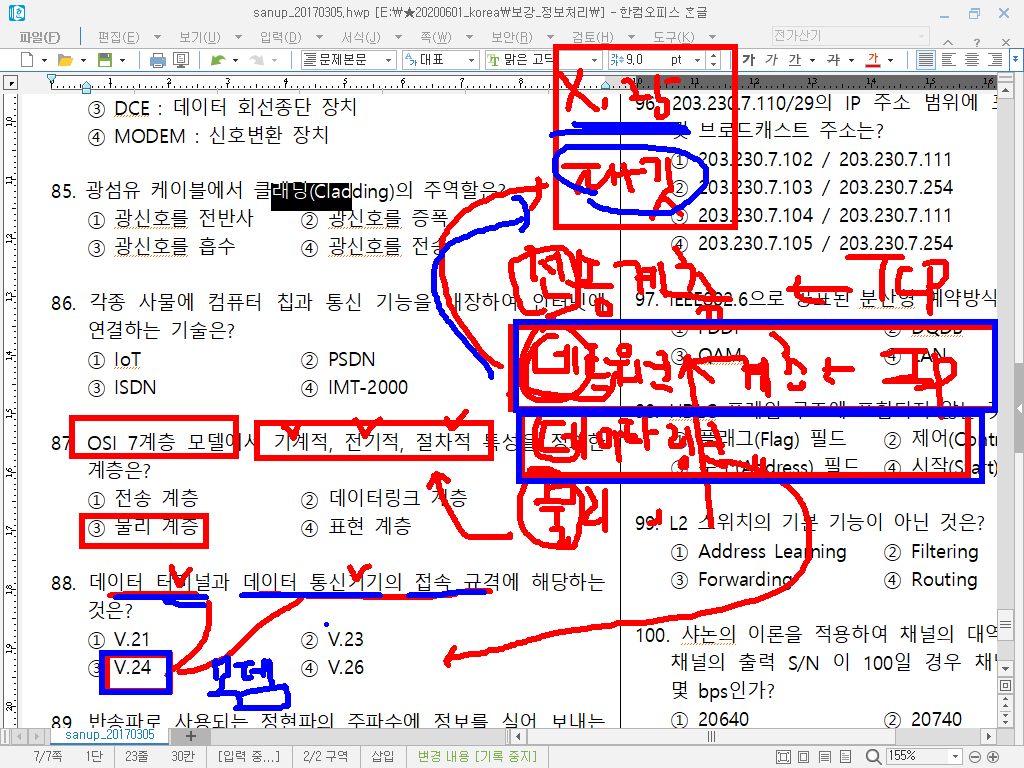 sanup_20170305.hwp [E:\★20200601_korea\보강_정보처리\] - 한컴오피스 한글
파일(F) 편집(E) 보기(U) 입력(D) 서식(J) 쪽(W) 보안(R) 검토(H) 도구(K) 전가산기
문제본문 대표 맑은 고딕 9,0 pt 가 가 가 가 가
③ DCE : 데이터 회선종단 장치
④ MODEM : 신호변환 장치
85. 광섬유 케이블에서 클래딩(Cladding)의 주역할은?
① 광신호를 전반사 ② 광신호를 증폭
③ 광신호를 흡수 ④ 광신호를 전송
86. 각종 사물에 컴퓨터 칩과 통신 기능을 내장하여 인터넷에
연결하는 기술은?
① IoT ② PSDN
③ ISDN ④ IMT-2000
87. OSI 7계층 모델에서 기계적, 전기적, 절차적 특성을 정의한
계층은?
① 전송 계층 ② 데이터링크 계층
③ 물리 계층 ④ 표현 계층
88. 데이터 터미널과 데이터 통신기기의 접속 규격에 해당하는
것은?
① V.21 ② V.23
③ V.24 ④ V.26
모뎀
89. 반송파로 사용되는 정현파의 주파수에 정보를 실어 보내는
96. 203.230.7.110/29의 IP 주소 범위에
및 브로드캐스트 주소는?
① 203.230.7.102 / 203.230.7.111
② 203.230.7.103 / 203.230.7.254
③ 203.230.7.104 / 203.230.7.111
④ 203.230.7.105 / 203.230.7.254
X. 25
패킷
전송 계층 TCP
97. IEEE802.6으로 발표된 분산형 예약방식
① FDDI ② DQDB
③ QAM ④ LAN
네트워크 계층 IP
① 플래그(Flag) 필드 ② 제어(Contr
③ 주소(Address) 필드 ④ 시작(Start)
데이타링크
물리
99. L2 스위치의 기본 기능이 아닌 것은?
① Address Learning ② Filtering
③ Forwarding ④ Routing
100. 샤논의 이론을 적용하여 채널의 대역
채널의 출력 S/N 이 100일 경우 채널
몇 bps인가?
① 20640 ② 20740
sanup_20170305
7/7쪽 1단 23줄 30칸 [입력 중...] 2/2 구역 삽입 변경 내용 [기록 중지] 155%